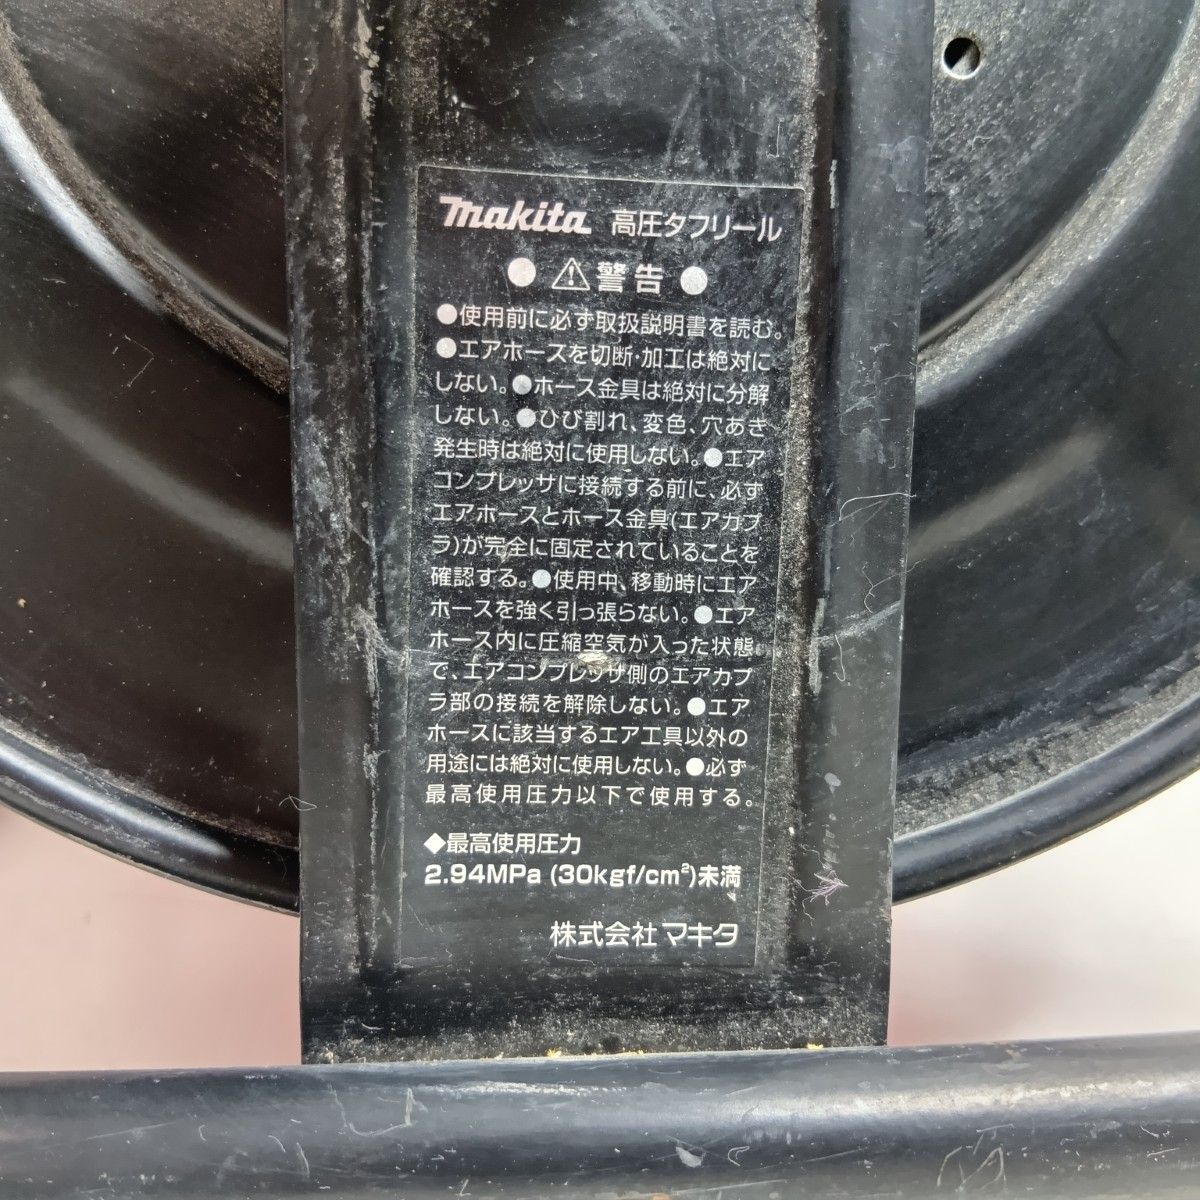 makita 高圧タフリール
● ⚠警告 ●
●使用前に必ず取扱説明書を読む。
●エアホースを切断･加工は絶対に
しない。●ホース金具は絶対に分解
しない。●ひび割れ、変色、穴あき
発生時は絶対に使用しない。●エア
コンプレッサに接続する前に、必ず
エアホースとホース金具(エアカプ
ラ)が完全に固定されていることを
確認する。●使用中、移動時にエア
ホースを強く引っ張らない。●エア
ホース内に圧縮空気が入った状態
で、エアコンプレッサ側のエアカプ
ラ部の接続を解除しない。●エア
ホースに該当するエア工具以外の
用途には絶対に使用しない。●必ず
最高使用圧力以下で使用する。
◆最高使用圧力
2.94MPa (30kgf/cm²)未満
株式会社 マキタ